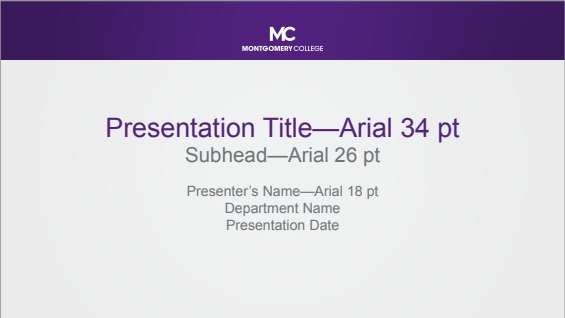 MC
MONTGOMERY COLLEGE
Presentation Title—Arial 34 pt
Subhead—Arial 26 pt
Presenter's Name—Arial 18 pt
Department Name
Presentation Date